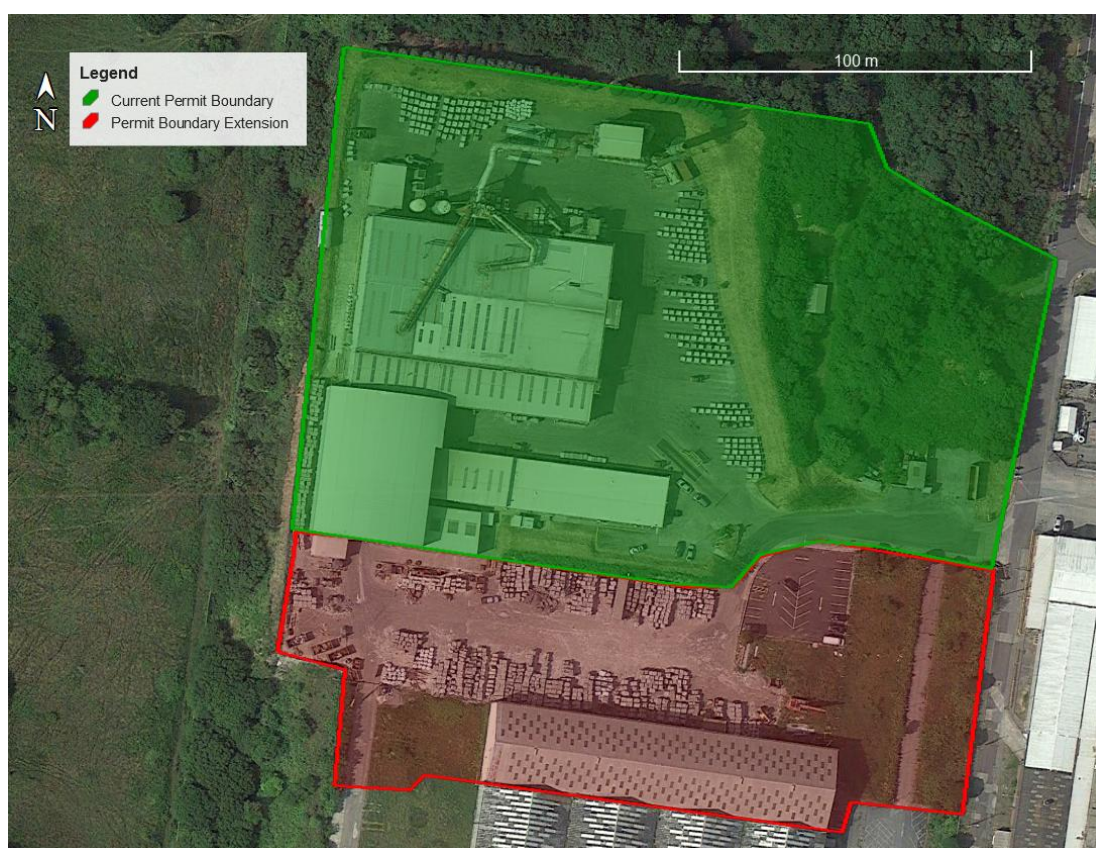 Legend
Current Permit Boundary
Permit Boundary Extension
N
100 m